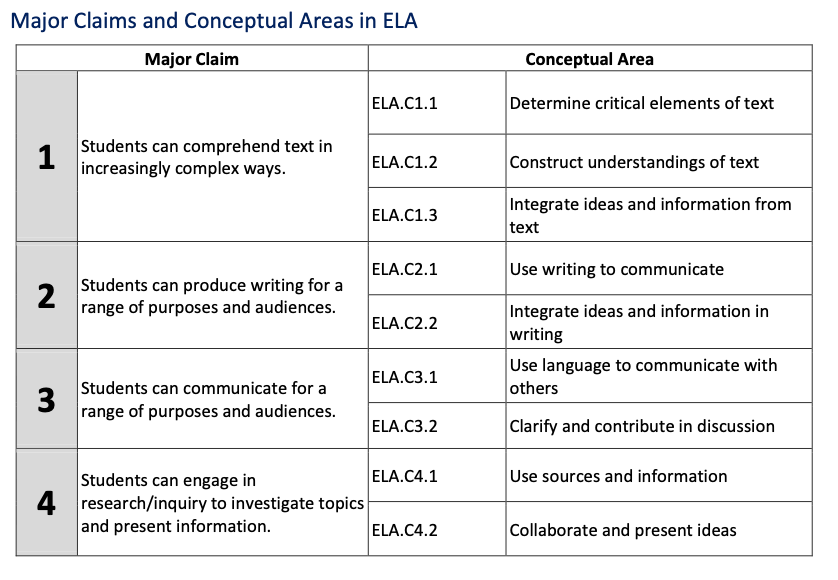 Major Claims and Conceptual Areas in ELA
Major Claim
Conceptual Area
1
Students can comprehend text in
increasingly complex ways.
ELA.C1.1
Determine critical elements of text
ELA.C1.2
Construct understandings of text
ELA.C1.3
Integrate ideas and information from
text
2
Students can produce writing for a
range of purposes and audiences.
ELA.C2.1
Use writing to communicate
ELA.C2.2
Integrate ideas and information in
writing
3
Students can communicate for a
range of purposes and audiences.
ELA.C3.1
Use language to communicate with
others
ELA.C3.2
Clarify and contribute in discussion
4
Students can engage in
research/inquiry to investigate topics
and present information.
ELA.C4.1
Use sources and information
ELA.C4.2
Collaborate and present ideas